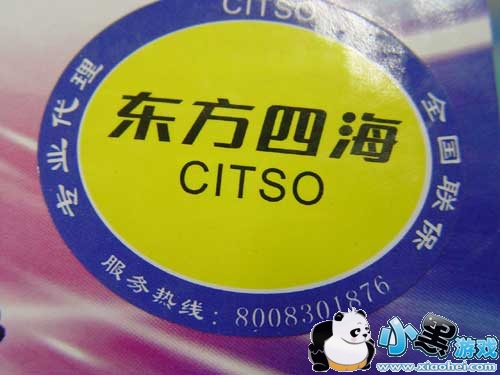 CITSO
专业代理
全国联保
东方四海
CITSO
服务热线：8008301876
小黑游戏
www.xiaohei.com